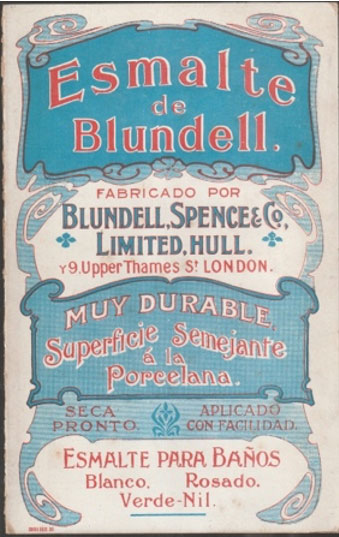 Esmalte
de
Blundell.
FABRICADO POR
BLUNDELL, SPENCE & Co,
LIMITED, HULL.
Y 9, Upper Thames St LONDON.
MUY DURABLE.
Superficie Semejante
á la
Porcelana.
SECA PRONTO.
APLICADO CON FACILIDAD.
ESMALTE PARA BAÑOS
Blanco, Rosado.
Verde-Nil.